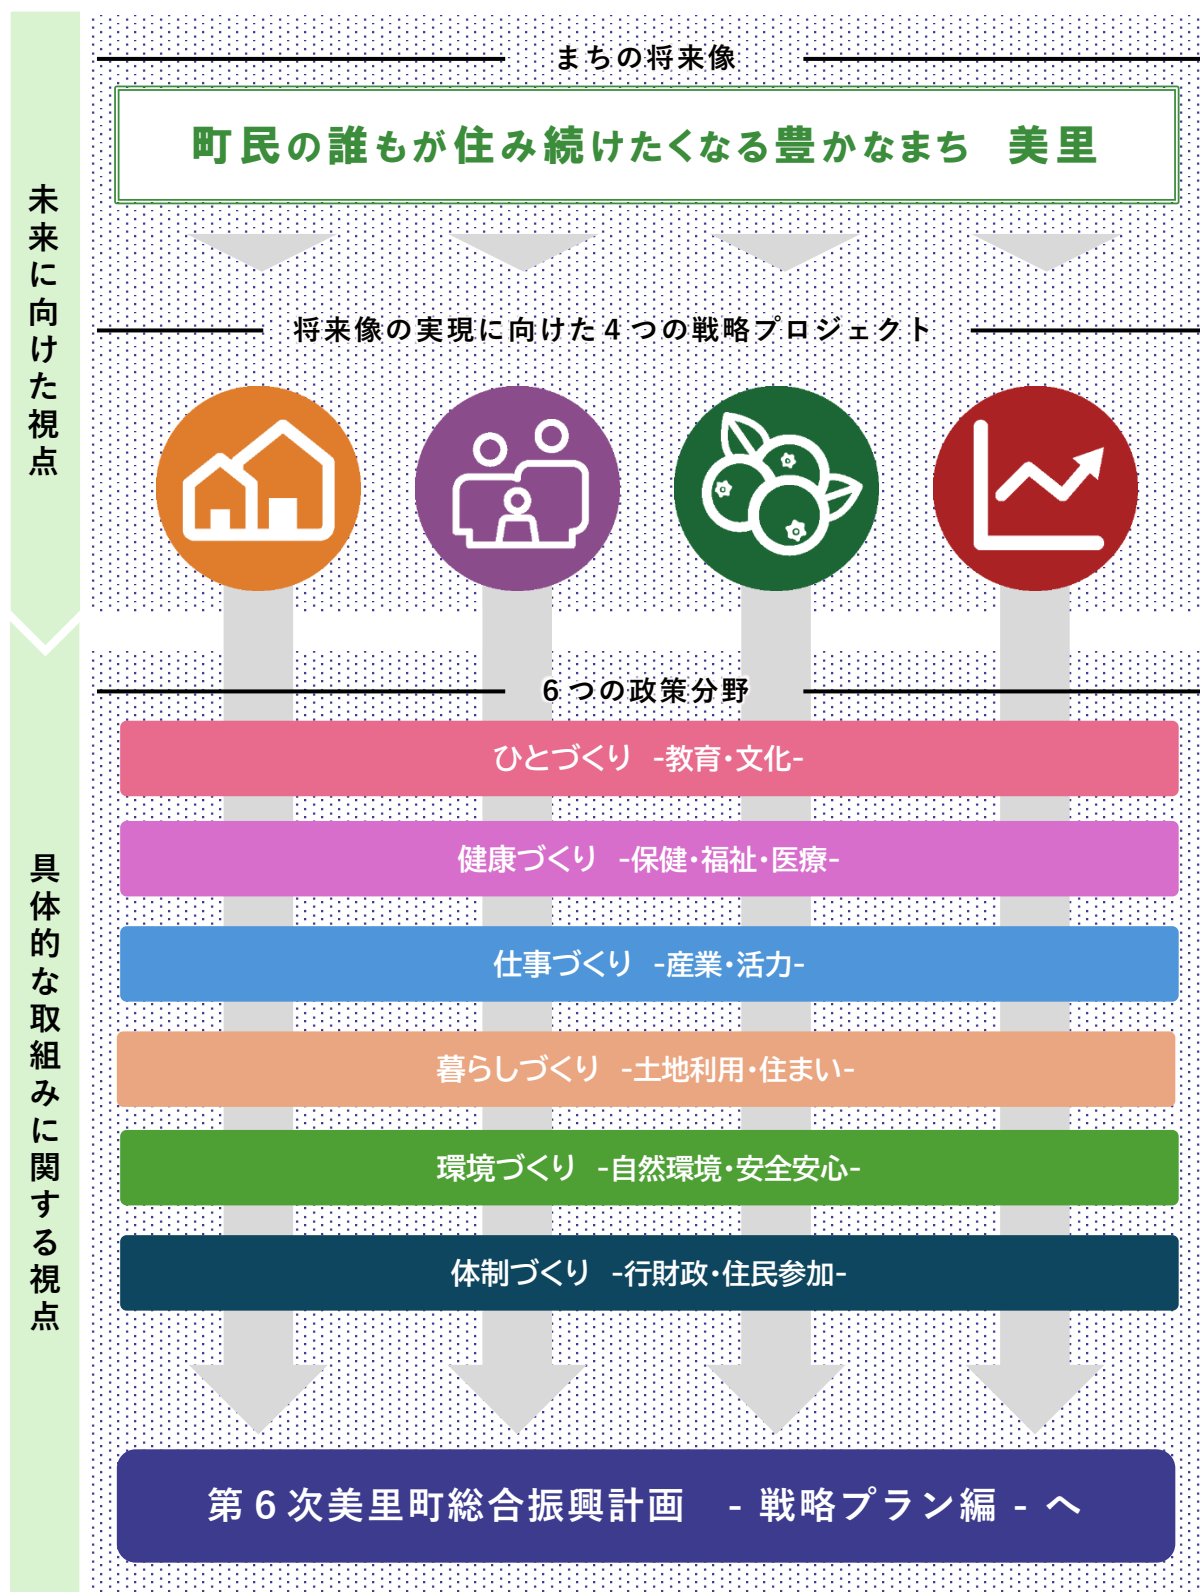 未来に向けた視点
まちの将来像
町民の誰もが住み続けたくなる豊かなまち　美里
将来像の実現に向けた４つの戦略プロジェクト
具体的な取組みに関する視点
６つの政策分野
ひとづくり　-教育・文化-
健康づくり　-保健・福祉・医療-
仕事づくり　-産業・活力-
暮らしづくり　-土地利用・住まい-
環境づくり　-自然環境・安全安心-
体制づくり　-行財政・住民参加-
第６次美里町総合振興計画　- 戦略プラン編 - へ